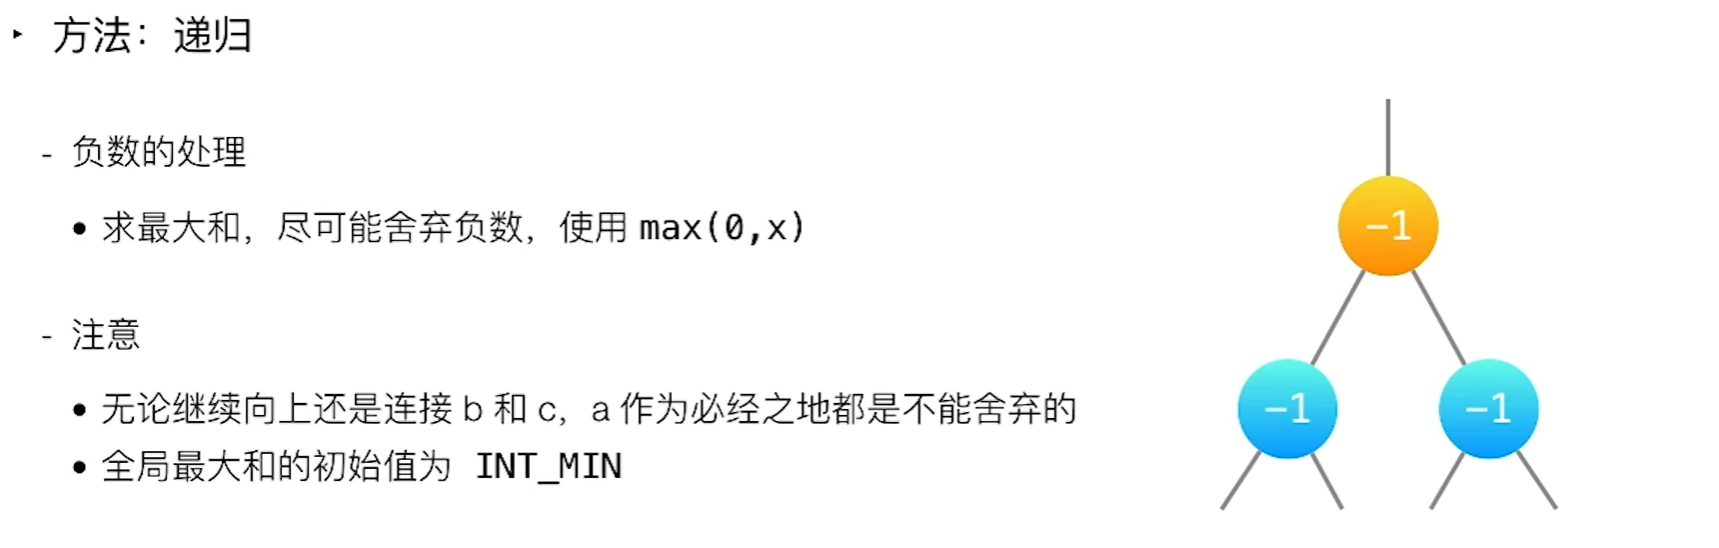 ‣ 方法：递归
- 负数的处理
• 求最大和，尽可能舍弃负数，使用 max(0,x)
- 注意
• 无论继续向上还是连接 b 和 c，a 作为必经之地都是不能舍弃的
• 全局最大和的初始值为 INT_MIN
-1
-1
-1